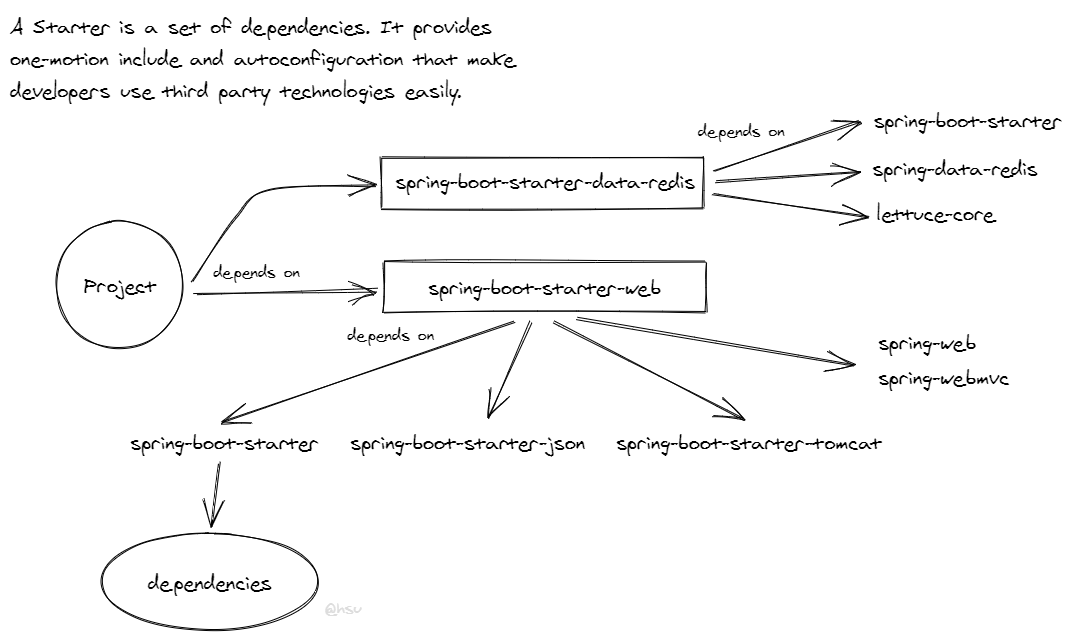 A Starter is a set of dependencies. It provides
one-motion include and autoconfiguration that make
developers use third party technologies easily.
depends on
spring-boot-starter
spring-data-redis
lettuce-core
spring-boot-starter-data-redis
Project
depends on
spring-boot-starter-web
depends on
spring-web
spring-webmvc
spring-boot-starter
spring-boot-starter-json
spring-boot-starter-tomcat
dependencies
@hsu